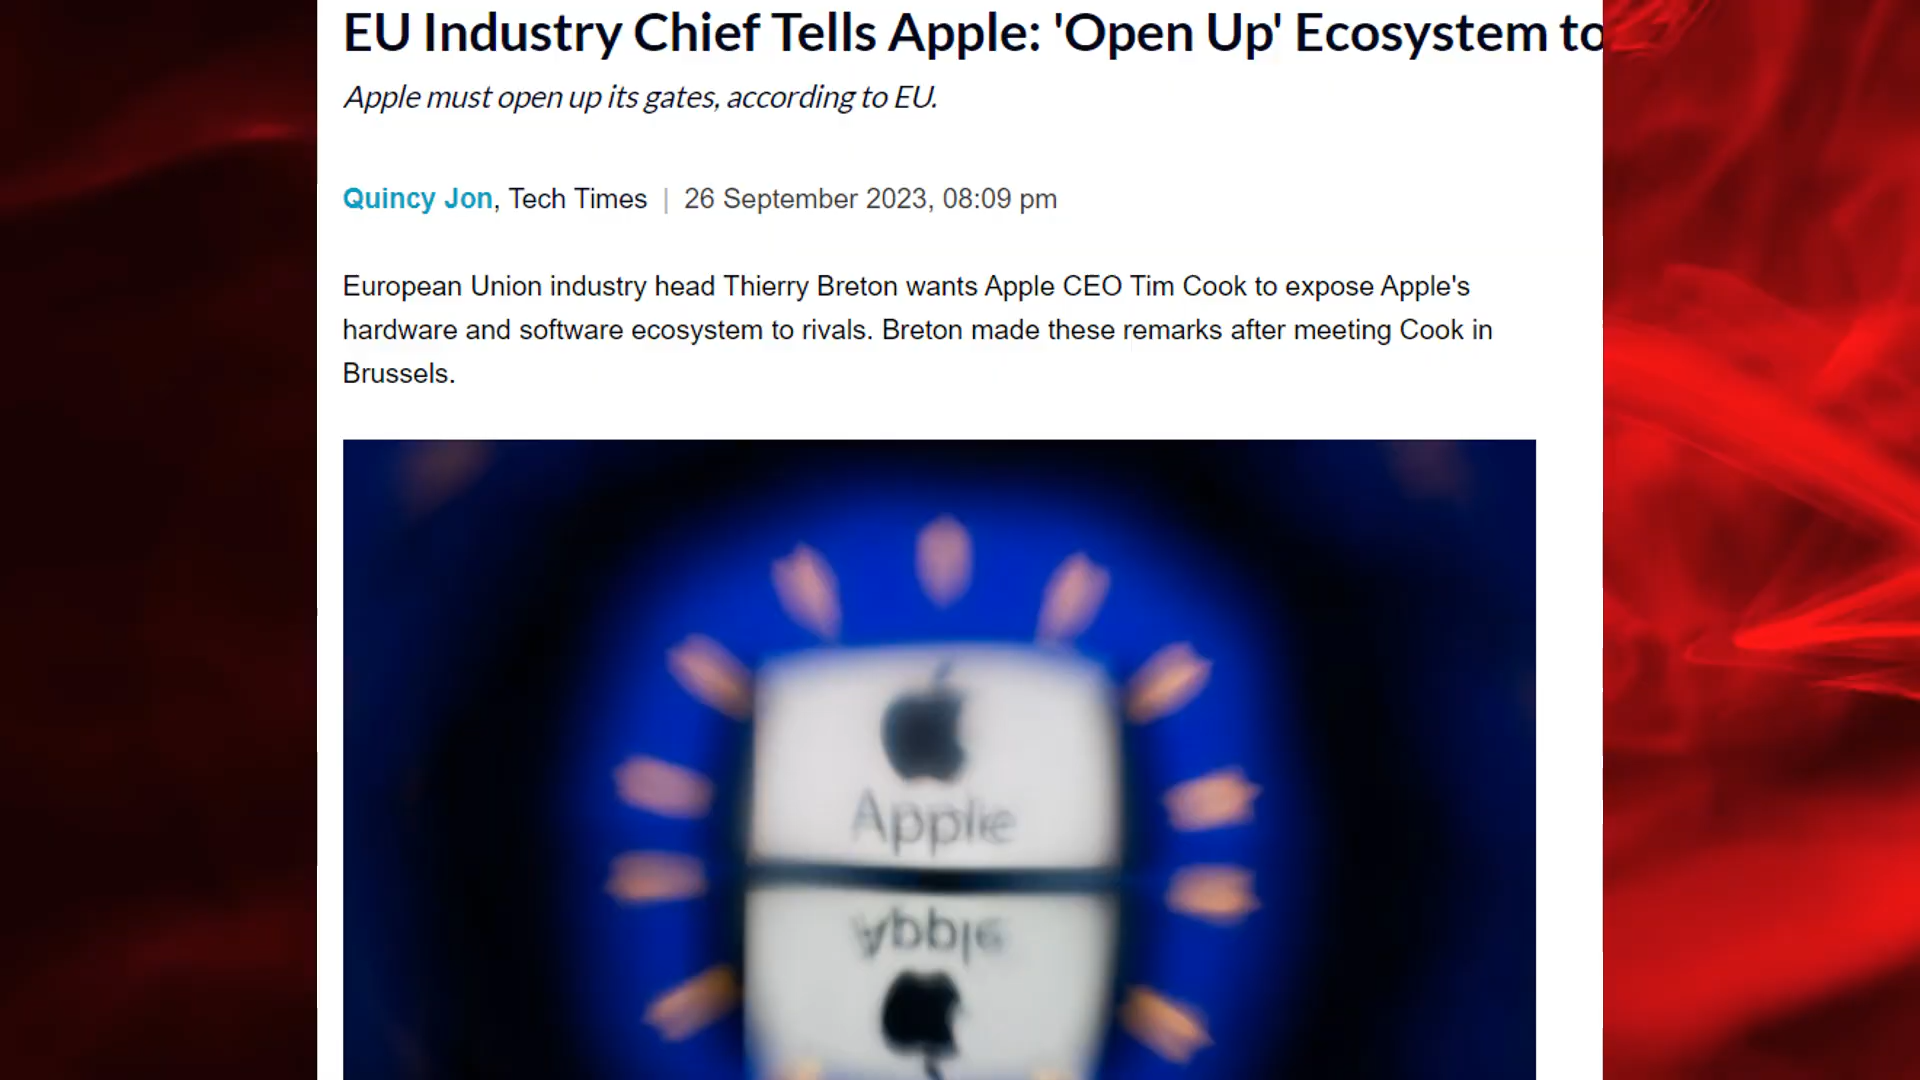 EU Industry Chief Tells Apple: 'Open Up' Ecosystem to
Apple must open up its gates, according to EU.
Quincy Jon, Tech Times | 26 September 2023, 08:09 pm
European Union industry head Thierry Breton wants Apple CEO Tim Cook to expose Apple's
hardware and software ecosystem to rivals. Breton made these remarks after meeting Cook in
Brussels.
Apple
Apple